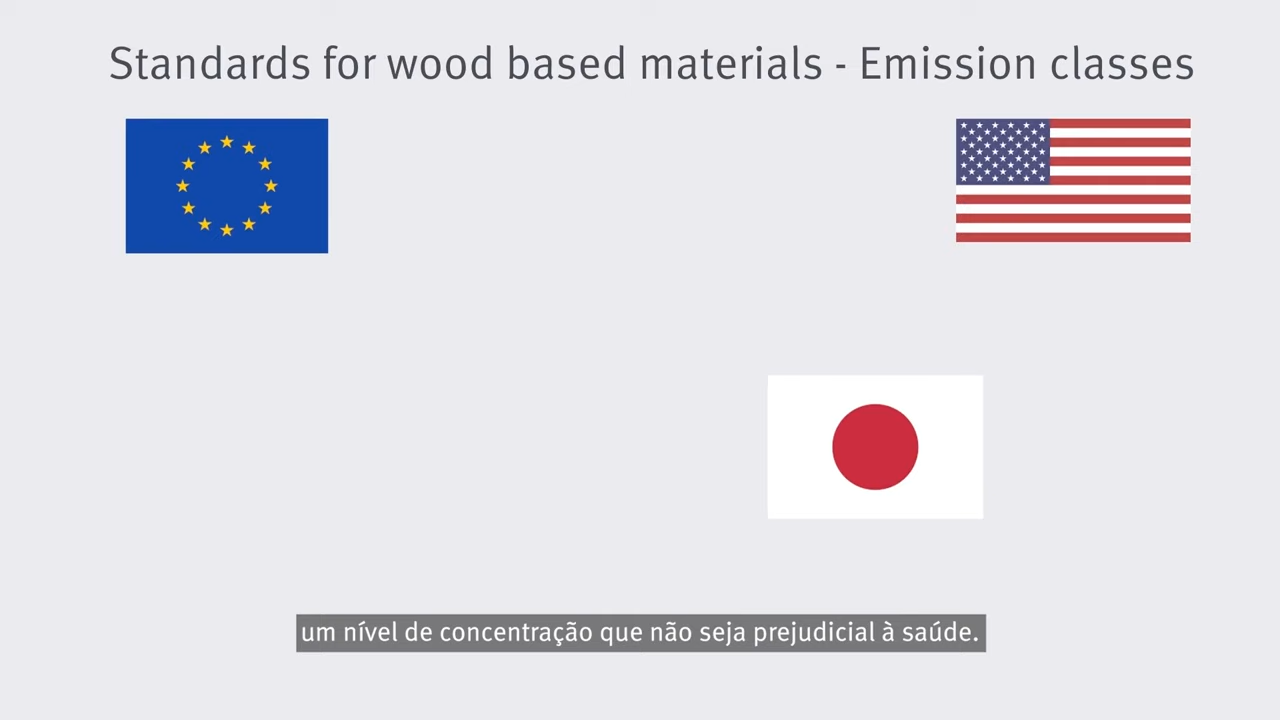 Standards for wood based materials - Emission classes
um nível de concentração que não seja prejudicial à saúde.